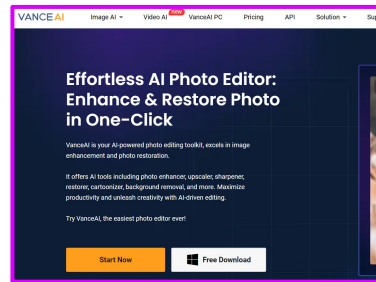 VANCE AI
Image AI
Video AI
new
VanceAI PC
Pricing
API
Solution
Sup
Effortless AI Photo Editor:
Enhance & Restore Photo
in One-Click
VanceAI is your AI-powered photo editing toolkit, excels in image
enhancement and photo restoration.
It offers AI tools including photo enhancer, upscaler, sharpener,
restorer, cartoonizer, background removal, and more. Maximize
productivity and unleash creativity with AI-driven editing.
Try VanceAI, the easiest photo editor ever!
Start Now
Free Download